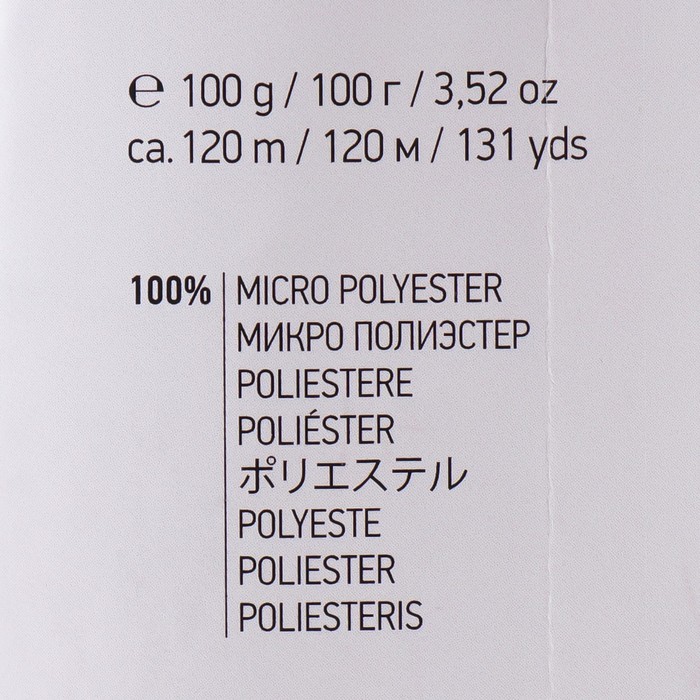 ℮ 100 g / 100 г / 3,52 oz
ca. 120 m / 120 м / 131 yds
100% MICRO POLYESTER
МИКРО ПОЛИЭСТЕР
POLIESTERE
POLIÉSTER
ポリエステル
POLYESTE
POLIESTER
POLIESTERIS